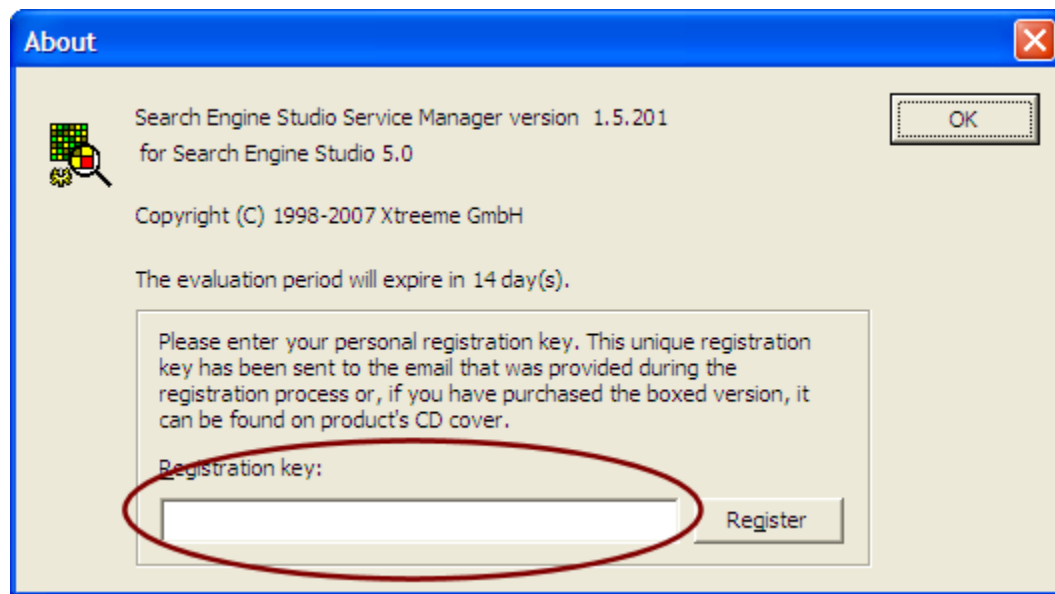 About
Search Engine Studio Service Manager version 1.5.201
OK
for Search Engine Studio 5.0
Copyright (C) 1998-2007 Xtreeme GmbH
The evaluation period will expire in 14 day(s).
Please enter your personal registration key. This unique registration
key has been sent to the email that was provided during the
registration process or, if you have purchased the boxed version, it
can be found on product's CD cover.
Registration key:
Register